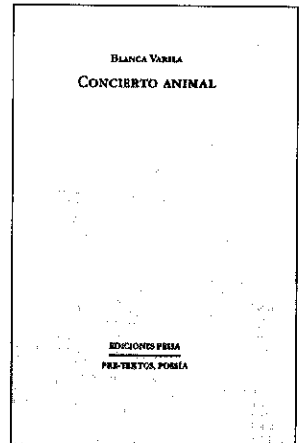 BLANCA VARELA
CONCIERTO ANIMAL
EDICIONES PEISA
PRE-TEXTOS, POESÍA